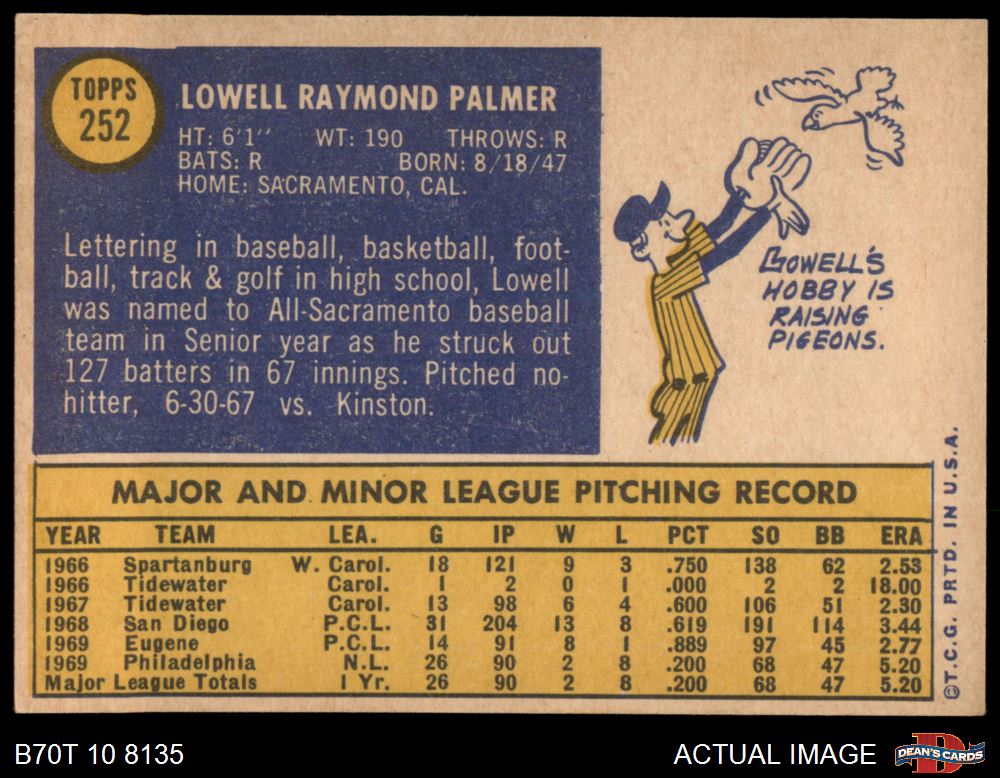 TOPPS
252
LOWELL RAYMOND PALMER
HT: 6'1" WT: 190 THROWS: R
BATS: R BORN: 8/18/47
HOME: SACRAMENTO, CAL.
Lettering in baseball, basketball, foot-
ball, track & golf in high school, Lowell
was named to All-Sacramento baseball
team in Senior year as he struck out
127 batters in 67 innings. Pitched no-
hitter, 6-30-67 vs. Kinston.
LOWELL'S
HOBBY IS
RAISING
PIGEONS.
MAJOR AND MINOR LEAGUE PITCHING RECORD
YEAR TEAM LEA. G IP W L PCT SO BB ERA
1966 Spartanburg W. Carol. 18 121 9 3 .750 138 62 2.53
1966 Tidewater Carol. 1 2 0 1 .000 2 2 18.00
1967 Tidewater Carol. 13 98 6 4 .600 106 51 2.30
1968 San Diego P.C.L. 31 204 13 8 .619 191 114 3.44
1969 Eugene P.C.L. 14 91 8 1 .889 97 45 2.77
1969 Philadelphia N.L. 26 90 2 8 .200 68 47 5.20
Major League Totals 1 Yr. 26 90 2 8 .200 68 47 5.20
©T.C.G. PRTD. IN U.S.A.
B70T 10 8135
ACTUAL IMAGE
DEAN'S CARDS